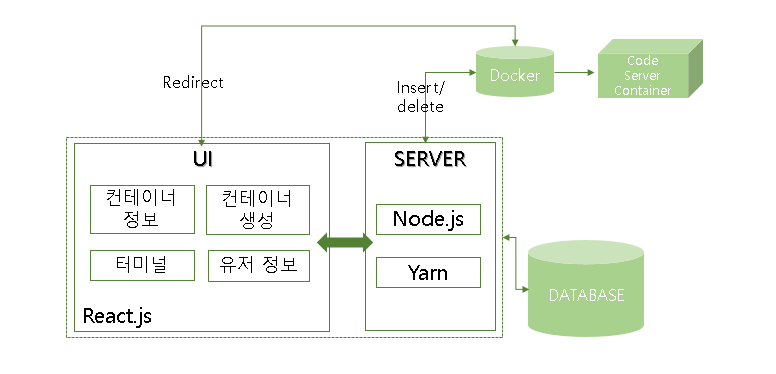 Redirect
Insert/
delete
Docker
Code
Server
Container
UI
컨테이너
정보
컨테이너
생성
터미널
유저 정보
React.js
SERVER
Node.js
Yarn
DATABASE